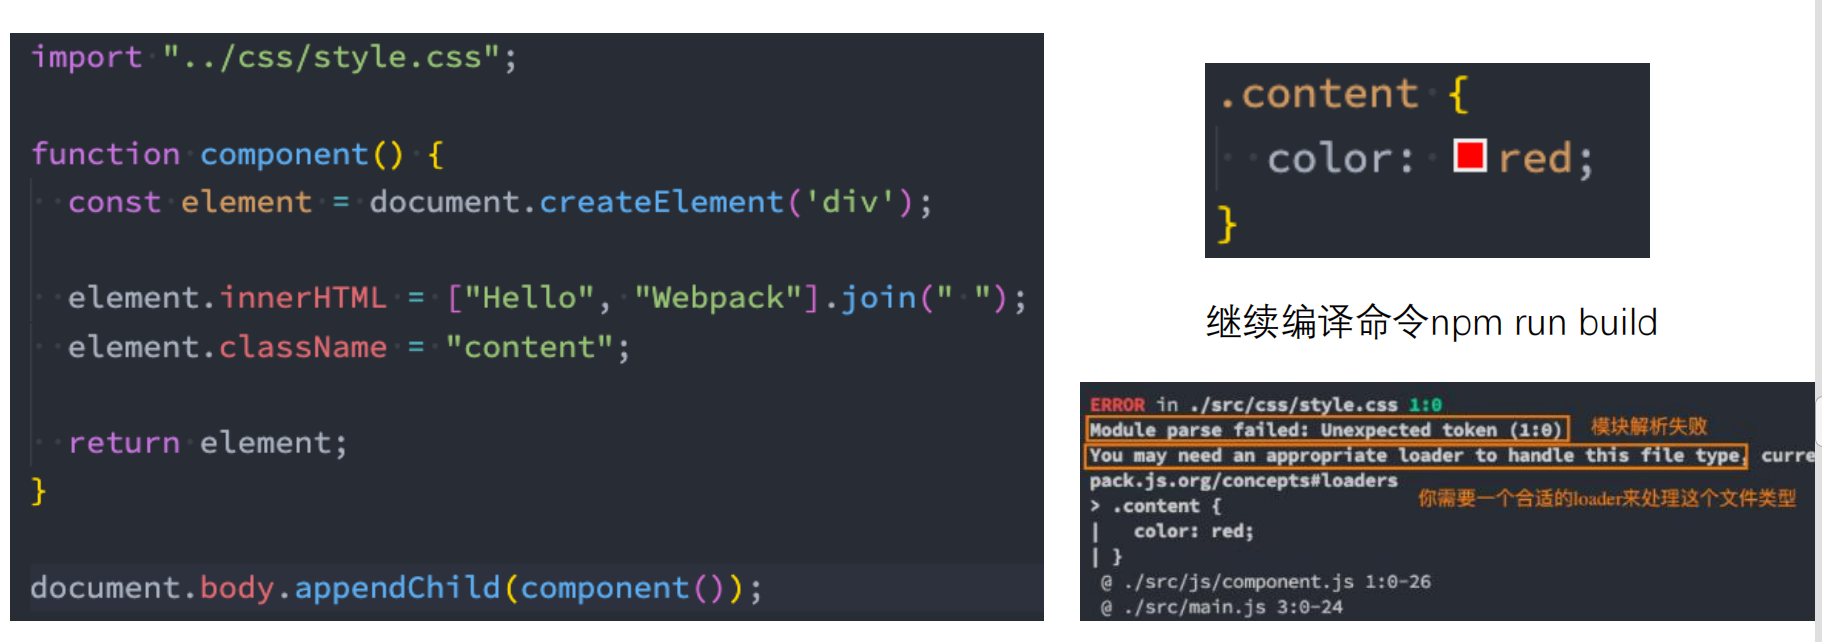 import "../css/style.css";
function component() {
const element = document.createElement('div');
element.innerHTML = ["Hello", "Webpack"].join(" ");
element.className = "content";
return element;
}
document.body.appendChild(component());
.content {
color: red;
}
继续编译命令npm run build
ERROR in ./src/css/style.css 1:0
Module parse failed: Unexpected token (1:0) 模块解析失败
You may need an appropriate loader to handle this file type, curre
pack.js.org/concepts#loaders
你需要一个合适的loader来处理这个文件类型
> .content {
| color: red;
| }
@ ./src/js/component.js 1:0-26
@ ./src/main.js 3:0-24